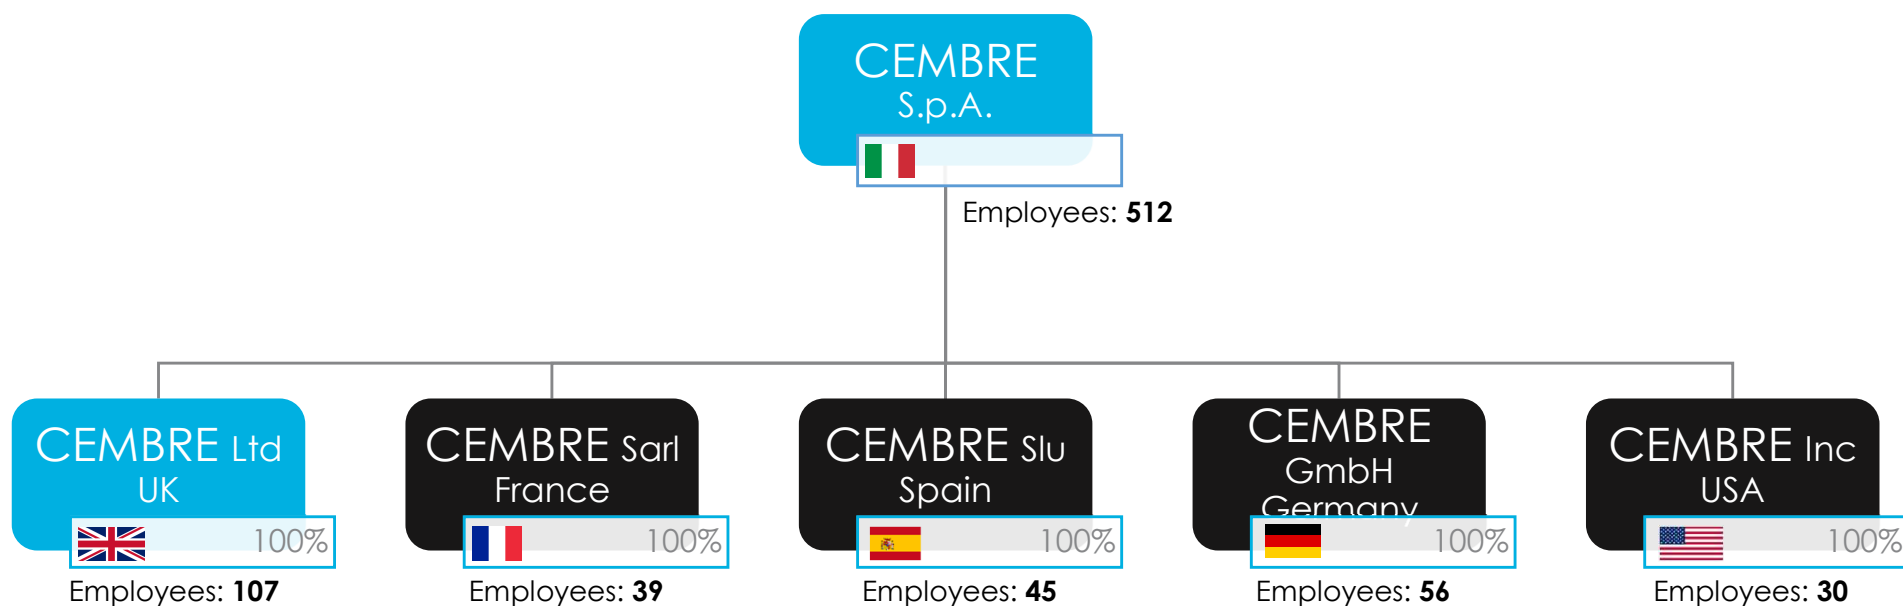 CEMBRE
S.p.A.
Employees: 512
CEMBRE Ltd
UK
100%
Employees: 107
CEMBRE Sarl
France
100%
Employees: 39
CEMBRE Slu
Spain
100%
Employees: 45
CEMBRE
GmbH
Germany
100%
Employees: 56
CEMBRE Inc
USA
100%
Employees: 30